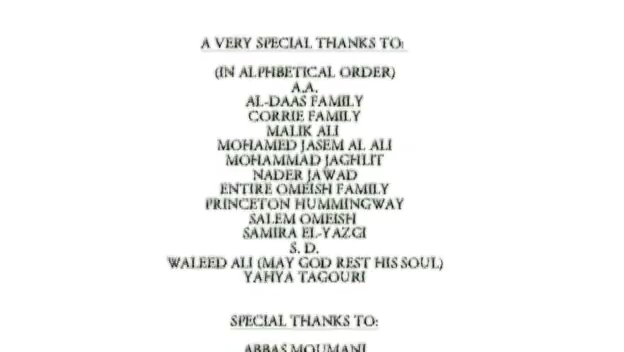 A VERY SPECIAL THANKS TO:
(IN ALPHBETICAL ORDER)
A.A.
AL-DAAS FAMILY
CORRIE FAMILY
MALIK ALI
MOHAMED JASEM AL ALI
MOHAMMAD JAGHLIT
NADER JAWAD
ENTIRE OMEISH FAMILY
PRINCETON HUMMINGWAY
SALEM OMEISH
SAMIRA EL-YAZGI
S. D.
WALEED ALI (MAY GOD REST HIS SOUL)
YAHYA TAGOURI
SPECIAL THANKS TO:
ABBAS MOUMANI